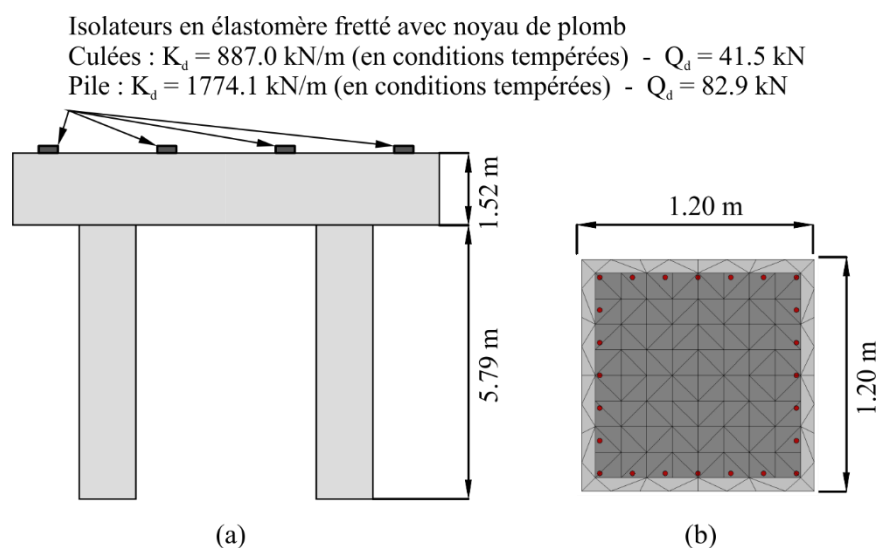 Isolateurs en élastomère fretté avec noyau de plomb
Culées : K_d = 887.0 kN/m (en conditions tempérées) - Q_d = 41.5 kN
Pile : K_d = 1774.1 kN/m (en conditions tempérées) - Q_d = 82.9 kN
1.52 m
5.79 m
1.20 m
1.20 m
(a)
(b)